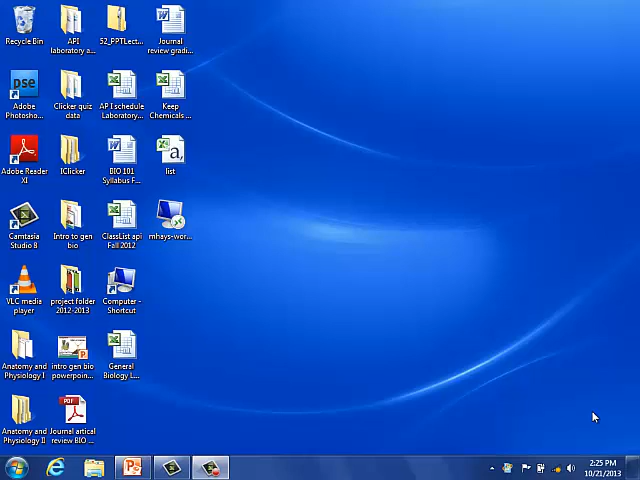 Recycle Bin
API
laboratory a...
52_PPTLect...
Journal
review gradi...
pse
Adobe
Photosho...
Clicker quiz
data
AP I schedule
Laboratory...
Keep
Chemicals ...
Adobe Reader
XI
IClicker
BIO 101
Syllabus F...
list
Camtasia
Studio 8
Intro to gen
bio
ClassList api
Fall 2012
mhays-wor...
VLC media
player
project folder
2012-2013
Computer -
Shortcut
Anatomy and
Physiology I
intro gen bio
powerpoin...
General
Biology L...
Anatomy and
Physiology II
PDF
Journal artical
review BIO ...
2:25 PM
10/21/2013